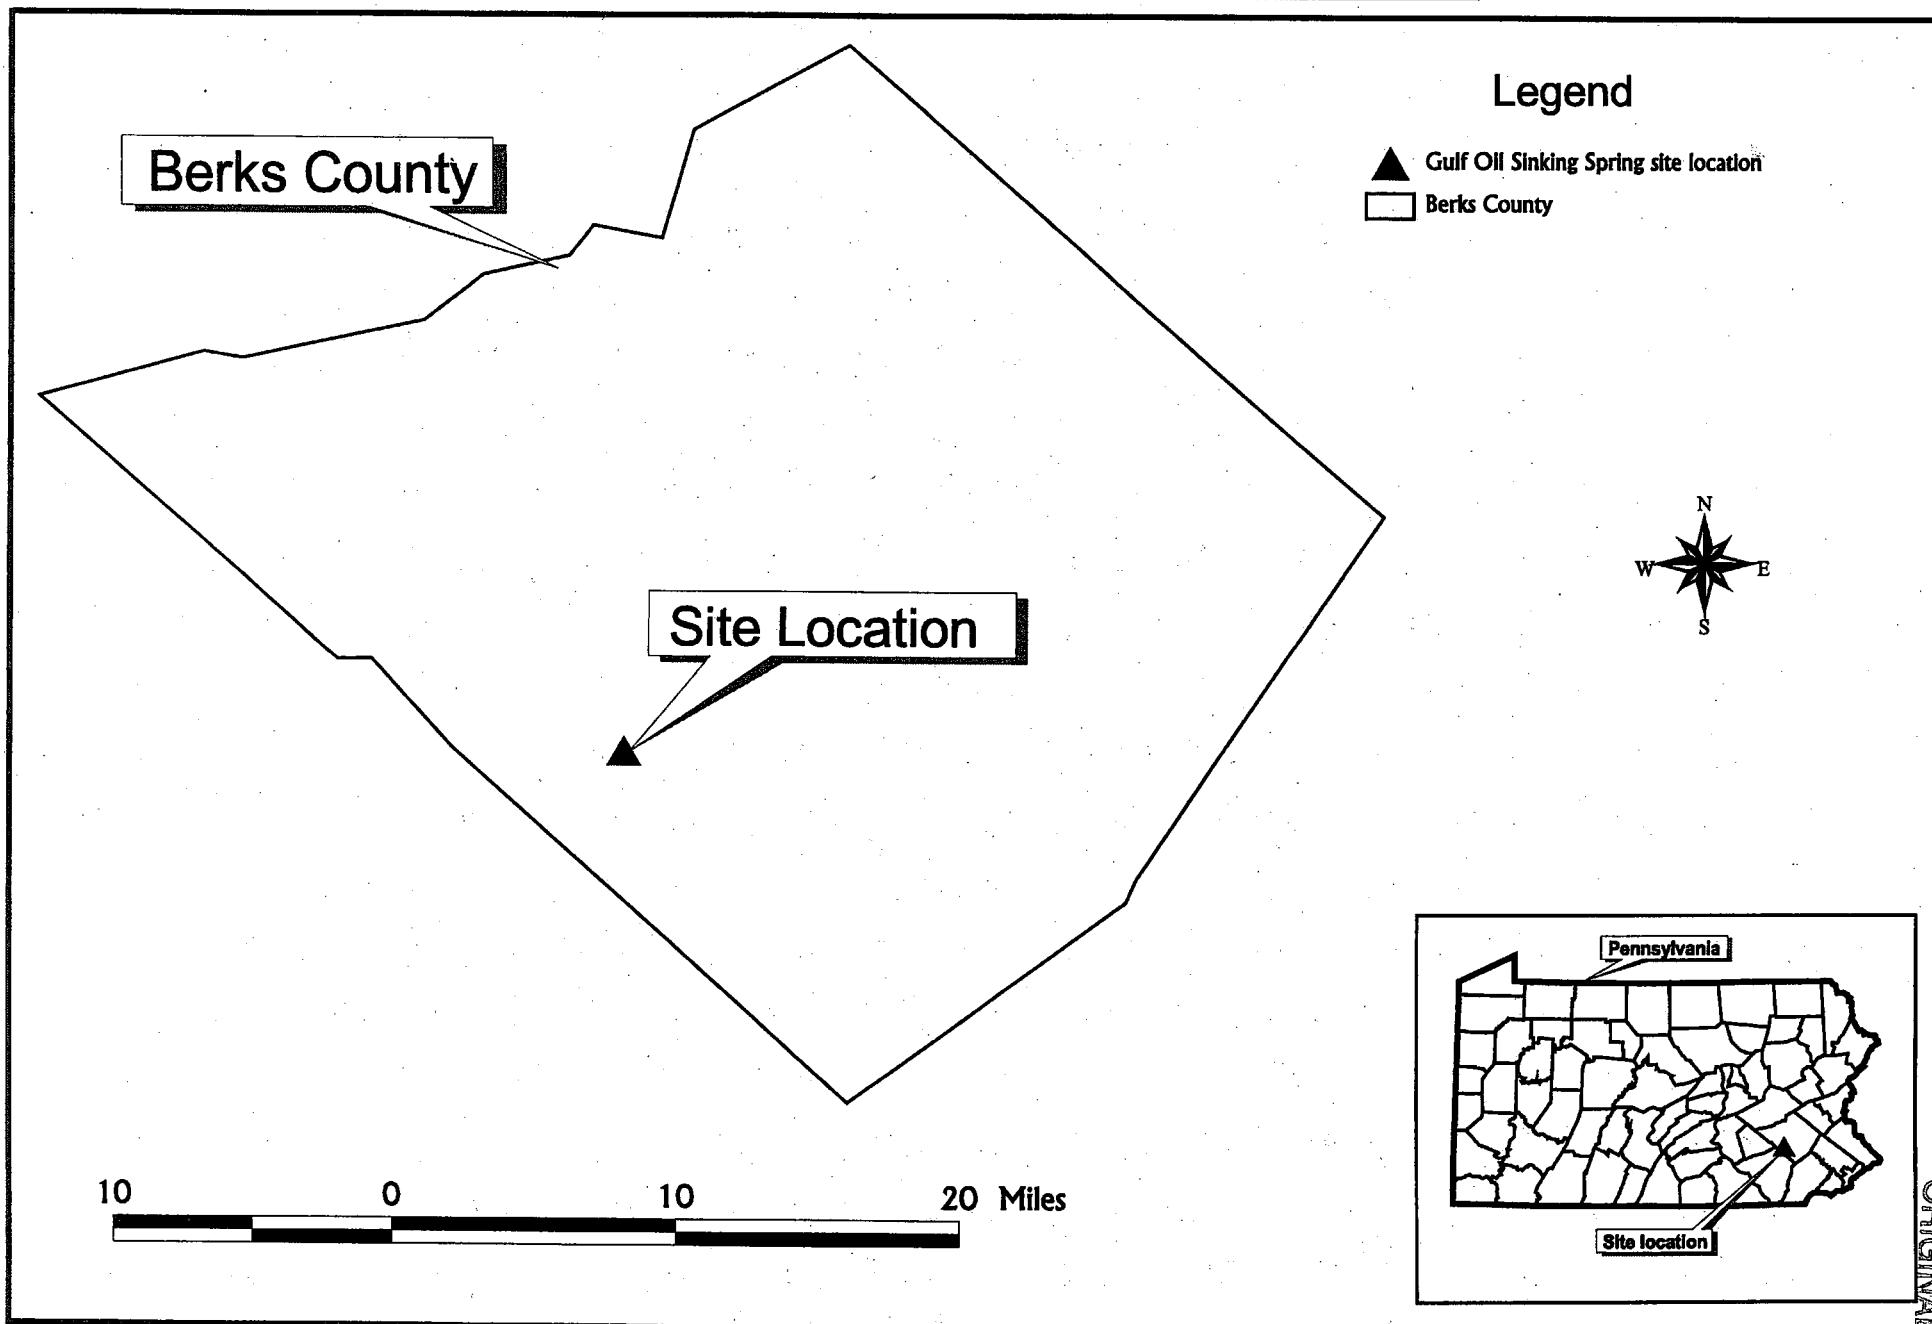 Legend
Berks County
Gulf Oil Sinking Spring site location
Berks County
N
W E
S
Site Location
Pennsylvania
10 0 10 20 Miles
Site location
ORIGINAL